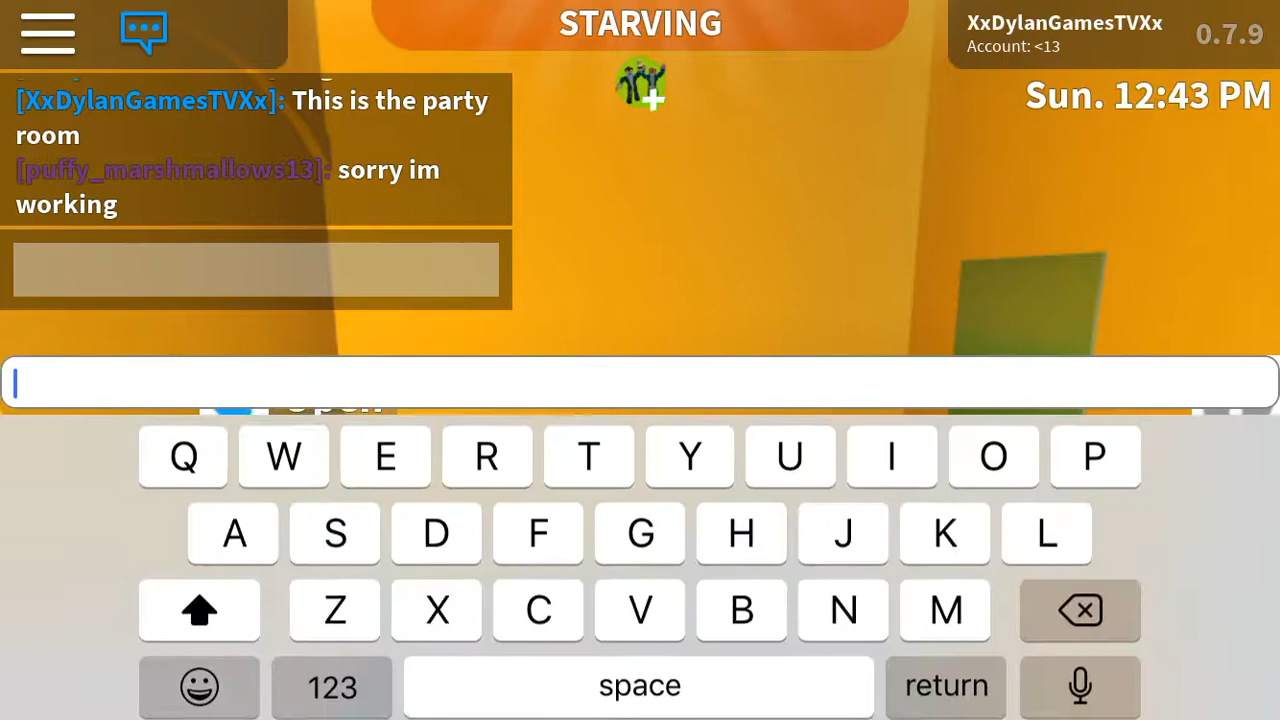 STARVING
XxDylanGamesTVXx
Account: <13
0.7.9
Sun. 12:43 PM
[XxDylanGamesTVXx]: This is the party
room
[puffy_marshmallows13]: sorry im
working
Open
Q W E R T Y U I O P
A S D F G H J K L
Z X C V B N M
123 space return